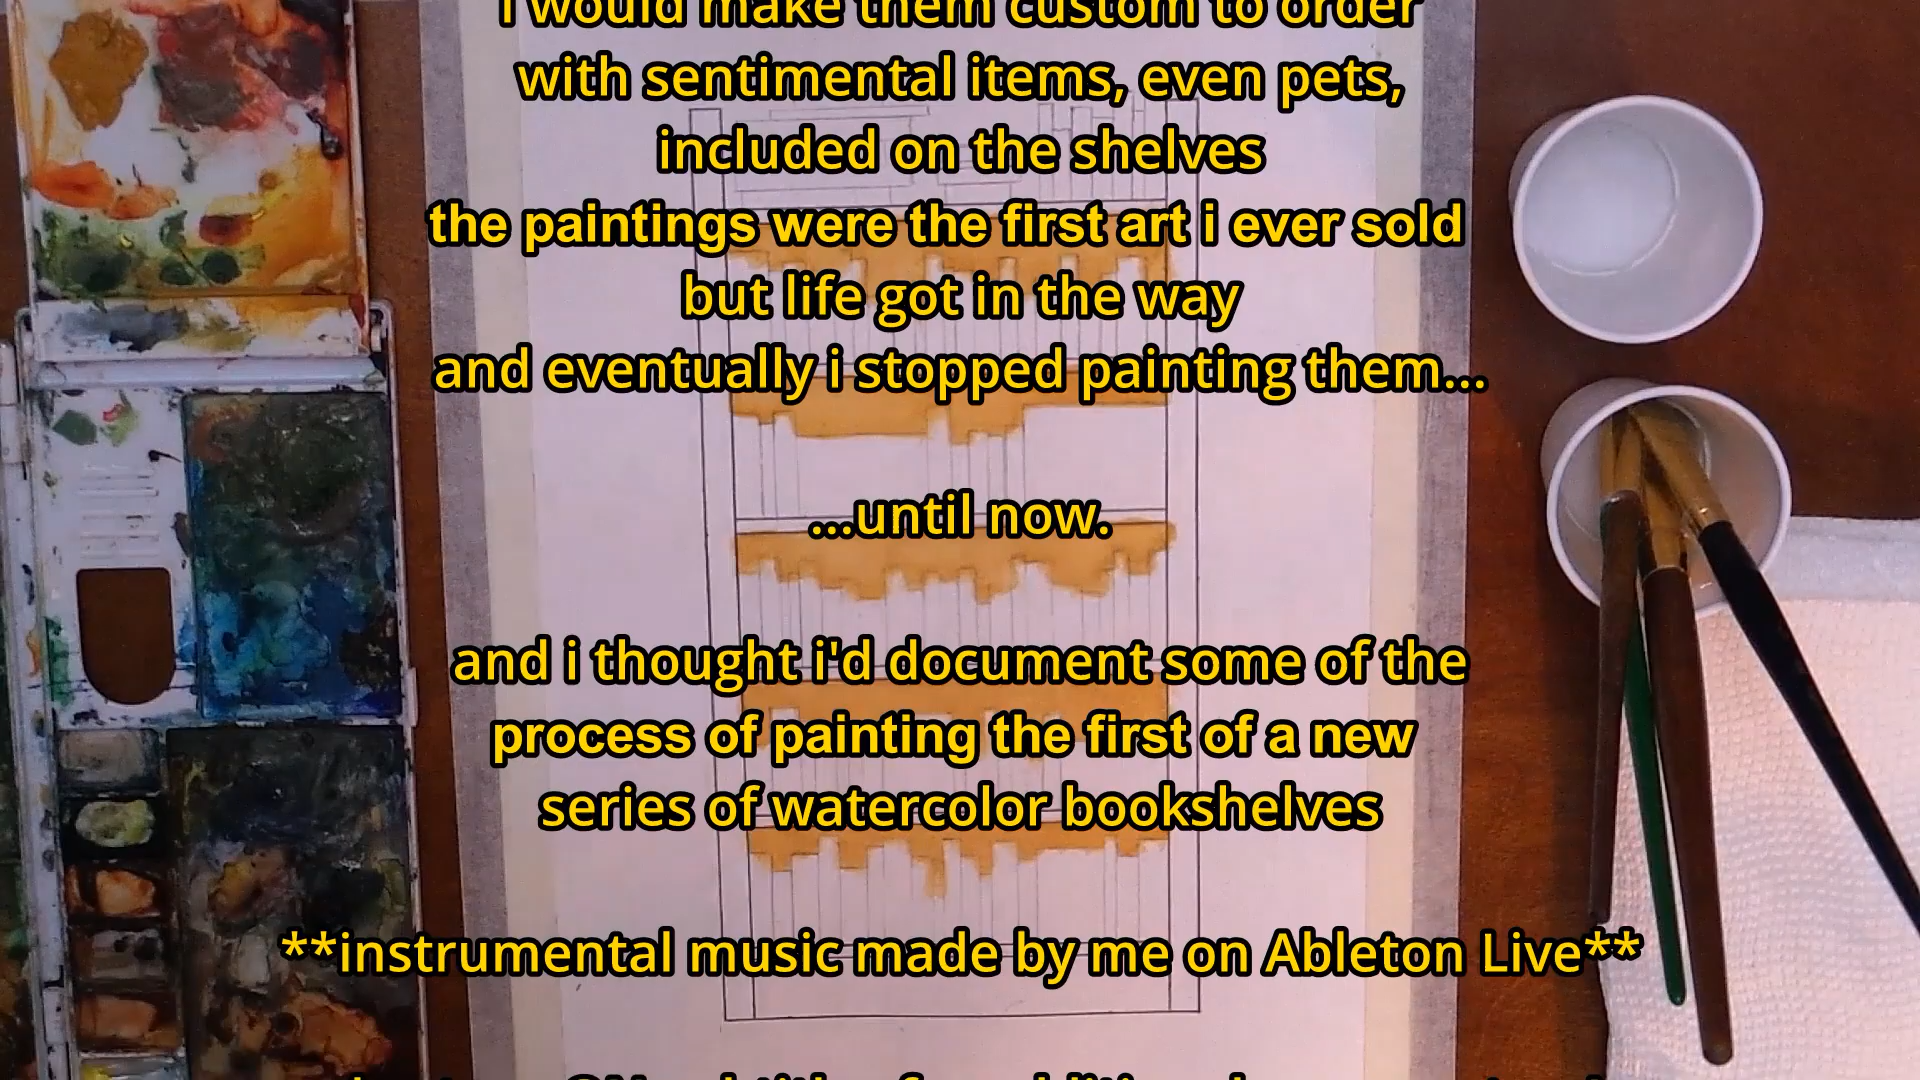 i would make them custom to order
with sentimental items, even pets,
included on the shelves
the paintings were the first art i ever sold
but life got in the way
and eventually i stopped painting them...
...until now.
and i thought i'd document some of the
process of painting the first of a new
series of watercolor bookshelves
**instrumental music made by me on Ableton Live**